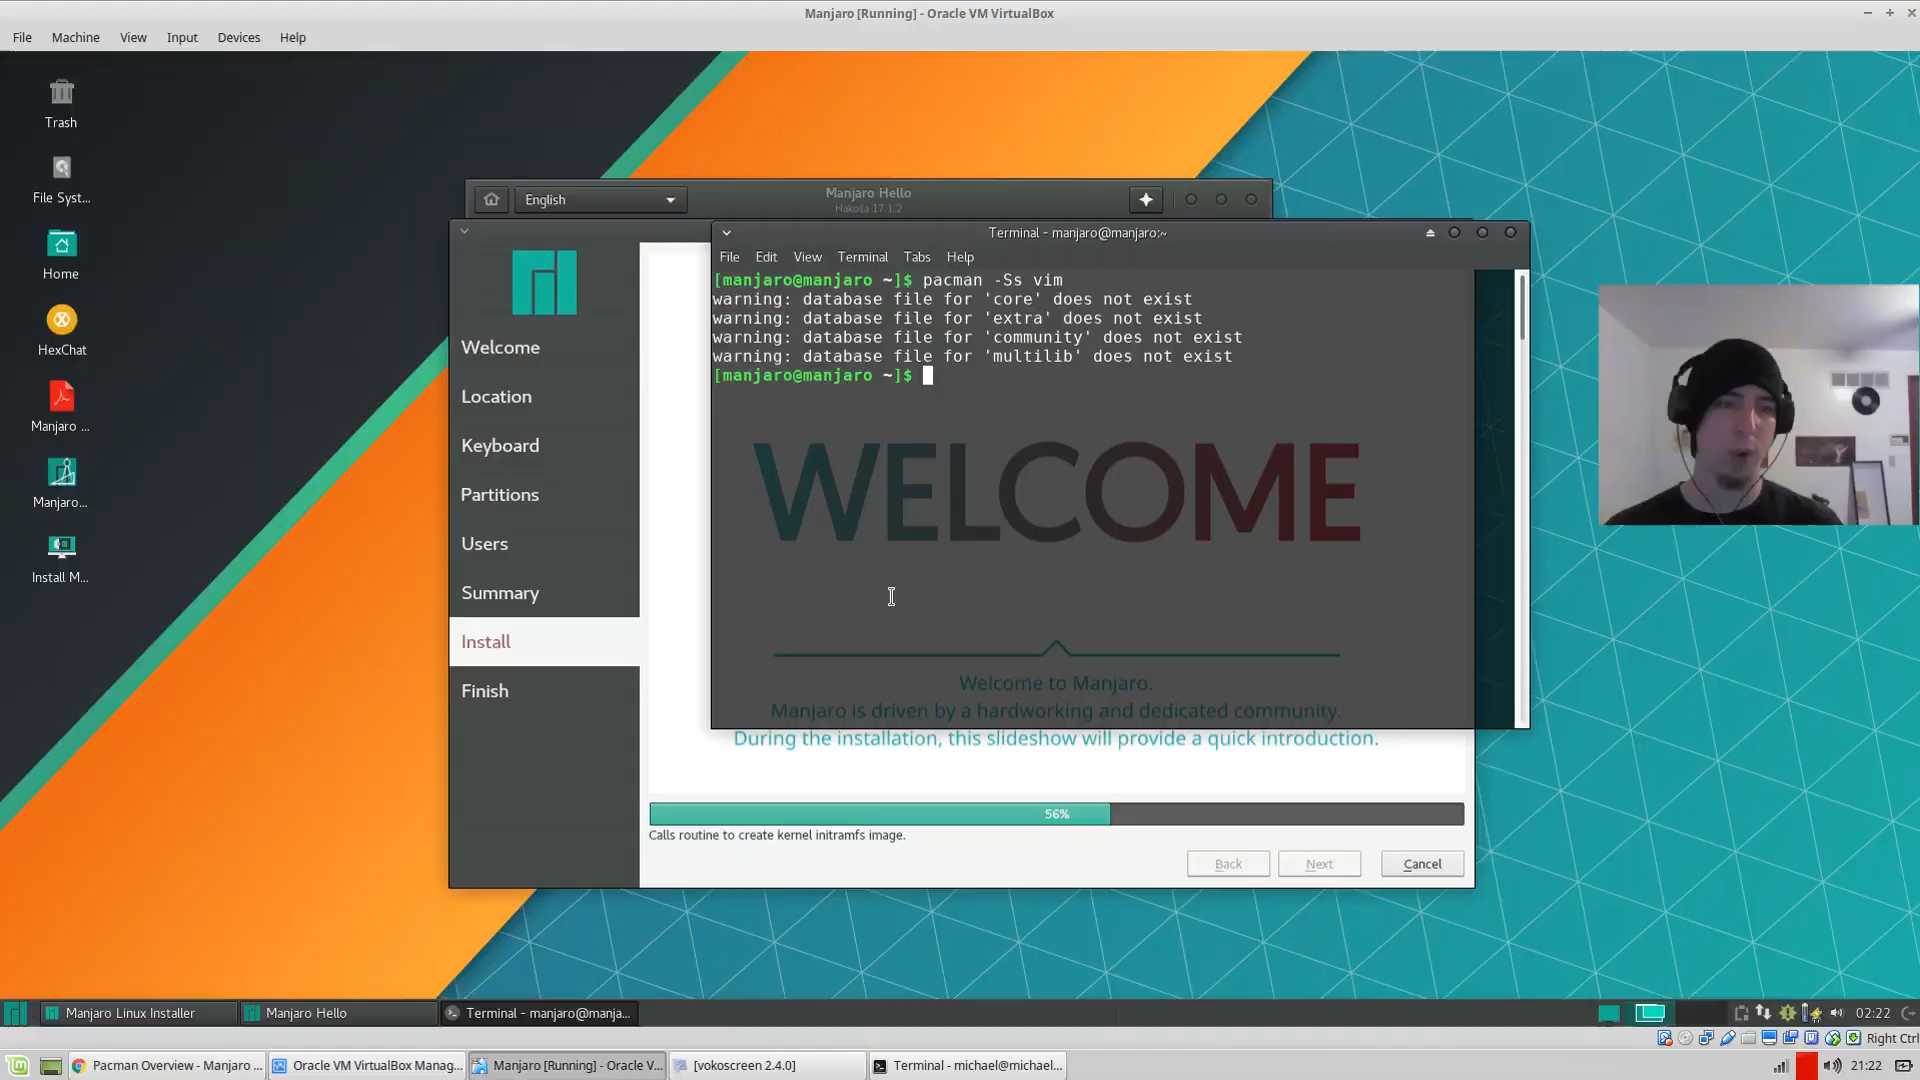 Manjaro [Running] - Oracle VM VirtualBox
File Machine View Input Devices Help
Trash
File Syst...
Home
HexChat
Manjaro ...
Manjaro...
Install M...
English
Manjaro Hello
Hakoila 17.1.2
Terminal - manjaro@manjaro:~
File Edit View Terminal Tabs Help
[manjaro@manjaro ~]$ pacman -Ss vim
warning: database file for 'core' does not exist
warning: database file for 'extra' does not exist
warning: database file for 'community' does not exist
warning: database file for 'multilib' does not exist
[manjaro@manjaro ~]$
Welcome
Location
Keyboard
Partitions
Users
Summary
Install
Finish
WELCOME
Welcome to Manjaro.
Manjaro is driven by a hardworking and dedicated community.
During the installation, this slideshow will provide a quick introduction.
56%
Calls routine to create kernel initramfs image.
Back Next Cancel
Manjaro Linux Installer
Manjaro Hello
Terminal - manjaro@manja...
02:22
Right Ctrl
Pacman Overview - Manjaro ...
Oracle VM VirtualBox Manag...
Manjaro [Running] - Oracle V...
[vokoscreen 2.4.0]
Terminal - michael@michael...
21:22